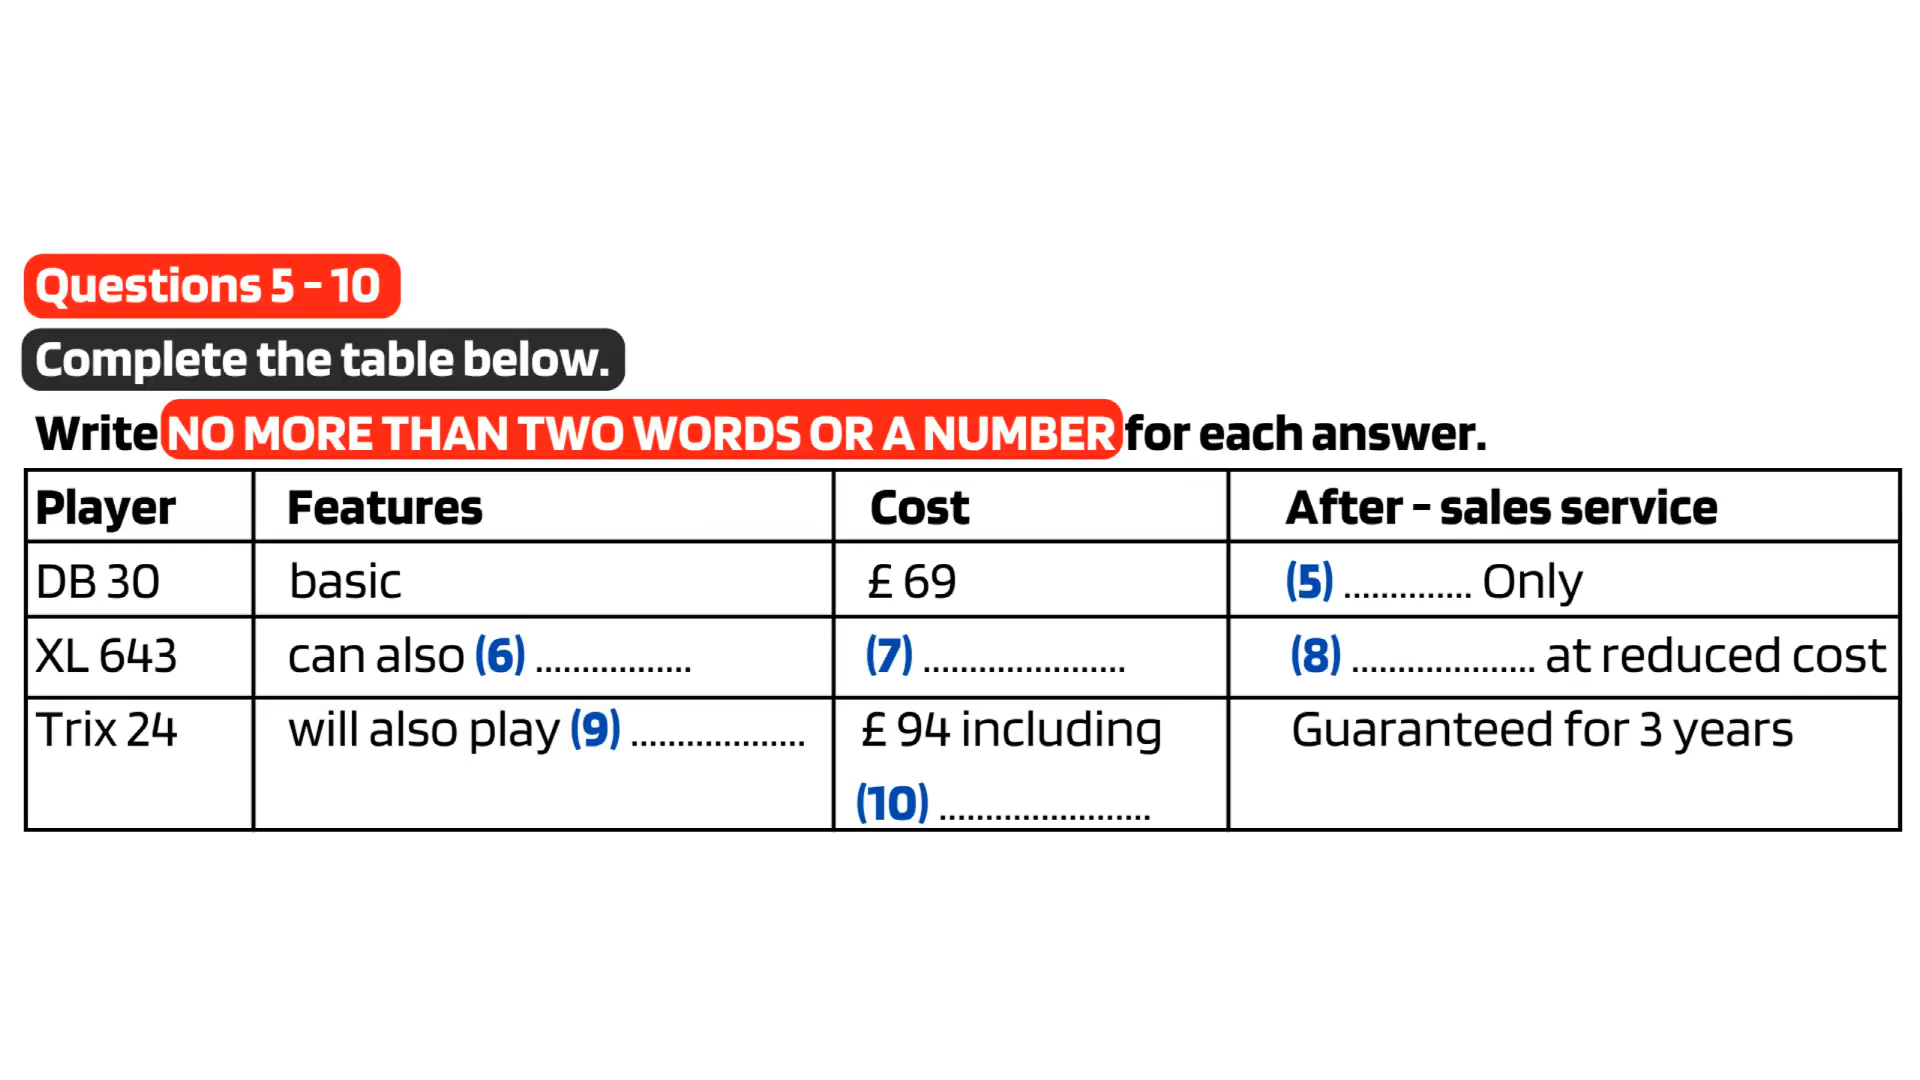 Questions 5 - 10
Complete the table below.
Write NO MORE THAN TWO WORDS OR A NUMBER for each answer.
Player Features Cost After - sales service
DB 30 basic £ 69 (5) .............. Only
XL 643 can also (6) ................. (7) ...................... (8) .................... at reduced cost
Trix 24 will also play (9) ................... £ 94 including Guaranteed for 3 years
(10) .......................